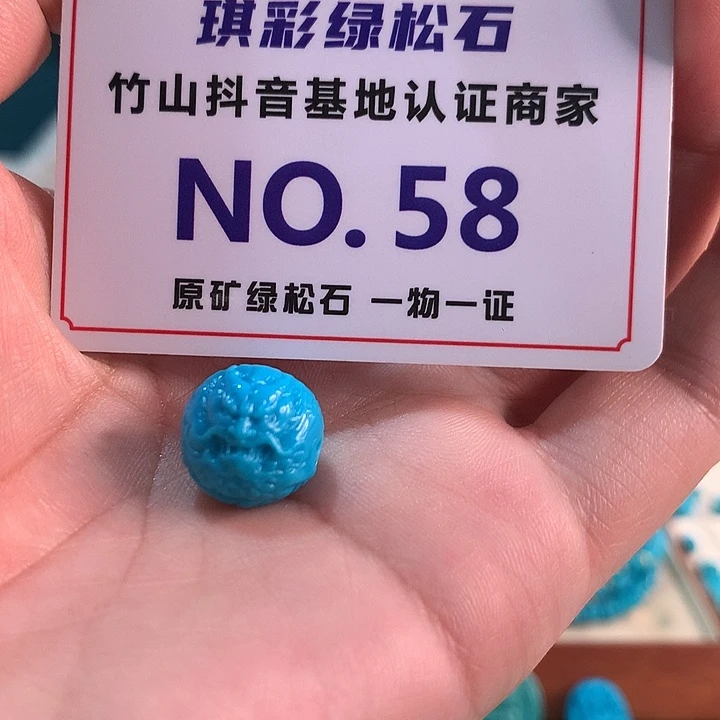 琪彩绿松石
竹山抖音基地认证商家
NO. 58
原矿绿松石 一物一证